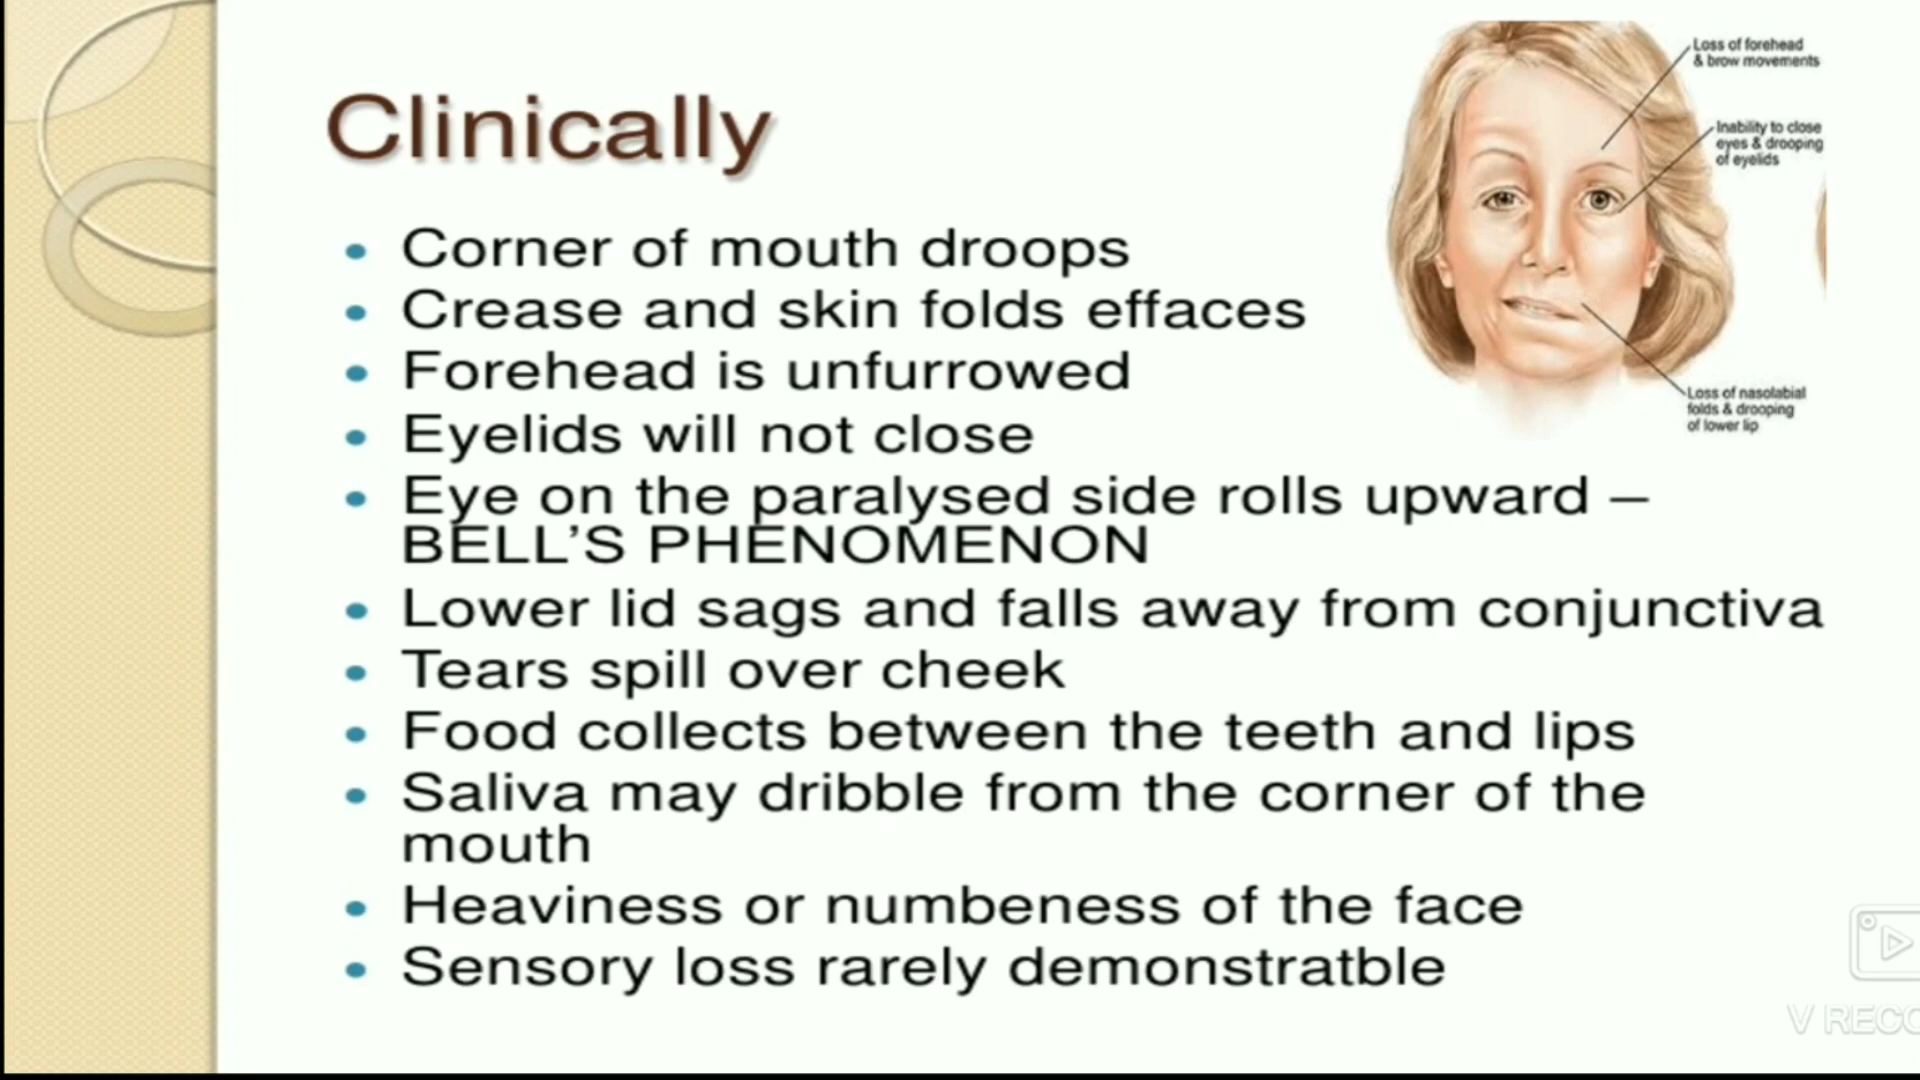 Clinically
Loss of forehead
& brow movements
Inability to close
eyes & drooping
of eyelids
Loss of nasolabial
folds & drooping
of lower lip
Corner of mouth droops
Crease and skin folds effaces
Forehead is unfurrowed
Eyelids will not close
Eye on the paralysed side rolls upward –
BELL'S PHENOMENON
Lower lid sags and falls away from conjunctiva
Tears spill over cheek
Food collects between the teeth and lips
Saliva may dribble from the corner of the
mouth
Heaviness or numbeness of the face
Sensory loss rarely demonstratble
V RECO